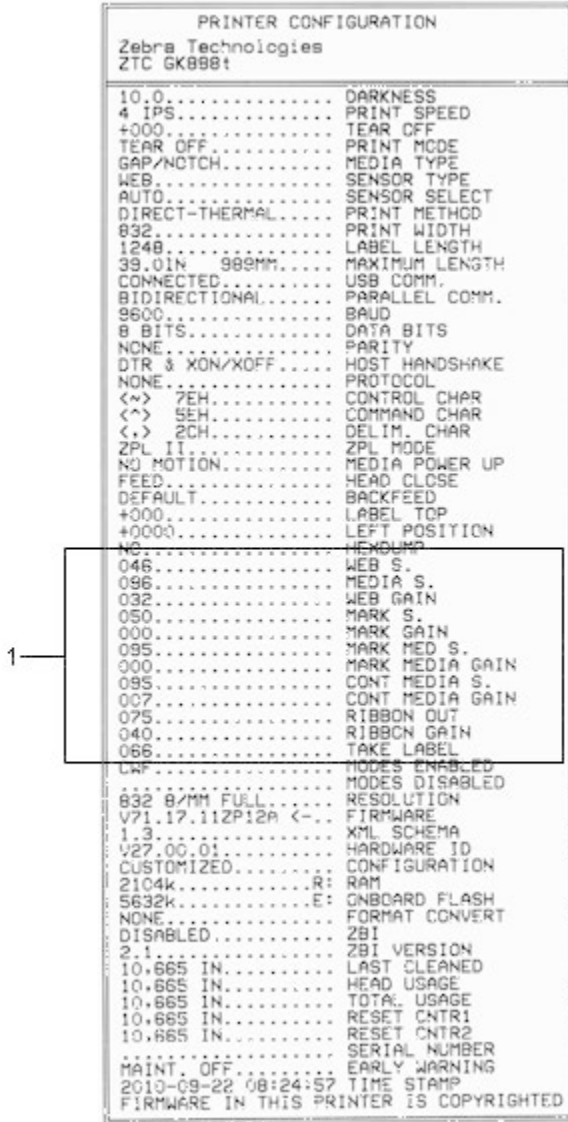 PRINTER CONFIGURATION
Zebra Technologies
ZTC GK888t
10.0................ DARKNESS
4 IPS............... PRINT SPEED
+000................ TEAR OFF
TEAR OFF............ PRINT MODE
GAP/NOTCH........... MEDIA TYPE
WEB................. SENSOR TYPE
AUTO................ SENSOR SELECT
DIRECT-THERMAL...... PRINT METHOD
832................. PRINT WIDTH
1248................ LABEL LENGTH
39.0IN 989MM..... MAXIMUM LENGTH
CONNECTED........... USB COMM.
BIDIRECTIONAL....... PARALLEL COMM.
9600................ BAUD
8 BITS.............. DATA BITS
NONE................ PARITY
DTR & XON/XOFF...... HOST HANDSHAKE
NONE................ PROTOCOL
<~> 7EH............ CONTROL CHAR
<^> 5EH............ COMMAND CHAR
<,> 2CH............ DELIM. CHAR
ZPL II.............. ZPL MODE
NO MOTION........... MEDIA POWER UP
FEED................ HEAD CLOSE
DEFAULT............. BACKFEED
+000................ LABEL TOP
+0000............... LEFT POSITION
NO.................. HEXDUMP
046................. WEB S.
096................. MEDIA S.
032................. WEB GAIN
050................. MARK S.
000................. MARK GAIN
095................. MARK MED S.
000................. MARK MEDIA GAIN
095................. CONT MEDIA S.
007................. CONT MEDIA GAIN
075................. RIBBON OUT
040................. RIBBON GAIN
066................. TAKE LABEL
1
CWF................. MODES ENABLED
.................... MODES DISABLED
832 8/MM FULL....... RESOLUTION
V71.17.11ZP12A <-... FIRMWARE
1.3................. XML SCHEMA
V27.00.01........... HARDWARE ID
CUSTOMIZED.......... CONFIGURATION
2104k.............R: RAM
5632k.............E: ONBOARD FLASH
NONE................ FORMAT CONVERT
DISABLED............ ZBI
2.1................. ZBI VERSION
10,665 IN........... LAST CLEANED
10,665 IN........... HEAD USAGE
10,665 IN........... TOTAL USAGE
10,665 IN........... RESET CNTR1
10,665 IN........... RESET CNTR2
.................... SERIAL NUMBER
MAINT. OFF.......... EARLY WARNING
2010-09-22 08:24:57 TIME STAMP
FIRMWARE IN THIS PRINTER IS COPYRIGHTED